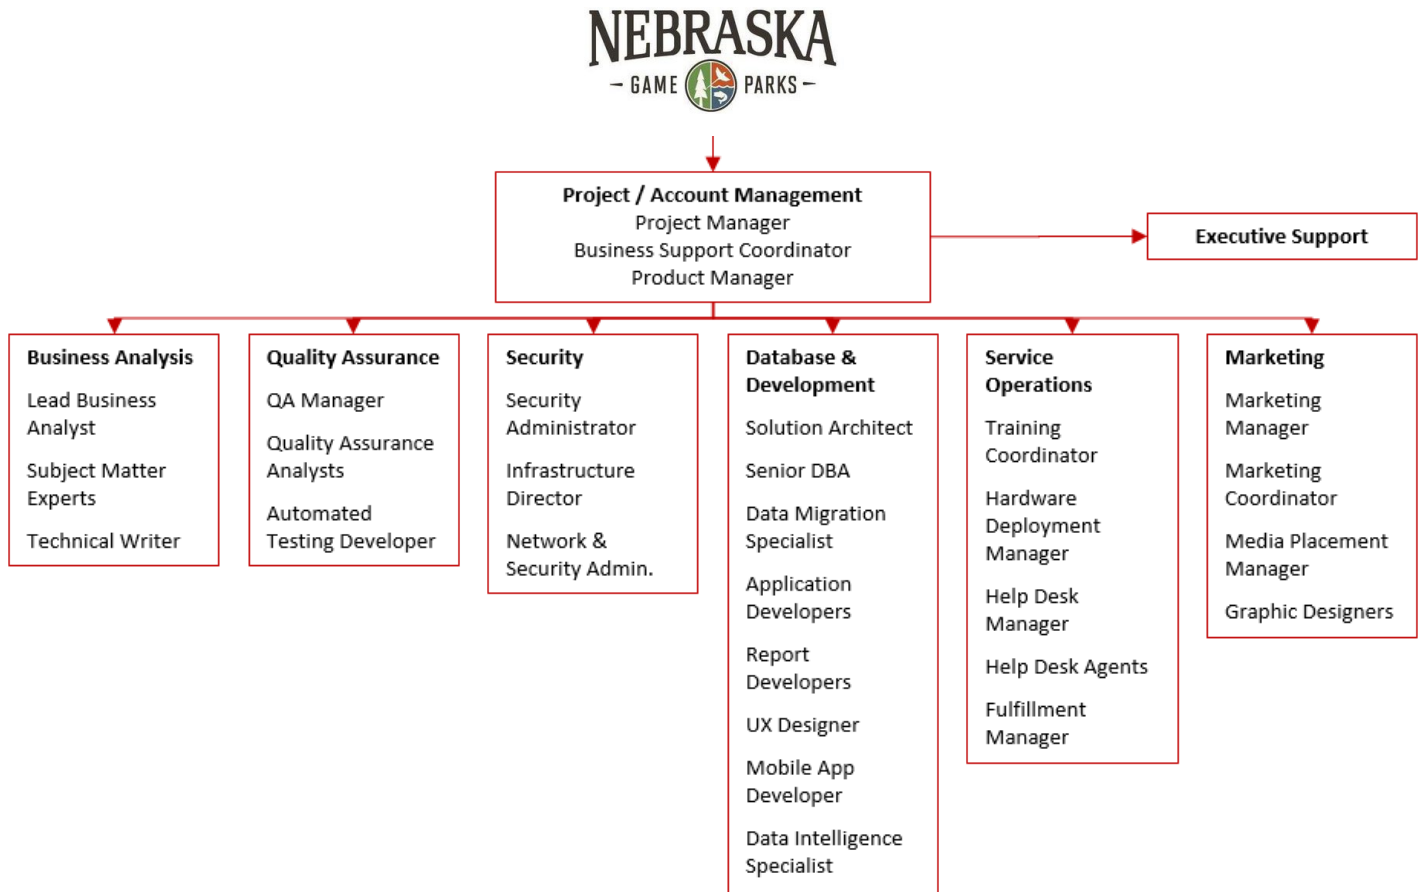 NEBRASKA
GAME PARKS
Project / Account Management
Project Manager
Business Support Coordinator
Product Manager
Executive Support
Business Analysis
Lead Business
Analyst
Subject Matter
Experts
Technical Writer
Quality Assurance
QA Manager
Quality Assurance
Analysts
Automated
Testing Developer
Security
Security
Administrator
Infrastructure
Director
Network &
Security Admin.
Database &
Development
Solution Architect
Senior DBA
Data Migration
Specialist
Application
Developers
Report
Developers
UX Designer
Mobile App
Developer
Data Intelligence
Specialist
Service
Operations
Training
Coordinator
Hardware
Deployment
Manager
Help Desk
Manager
Help Desk Agents
Fulfillment
Manager
Marketing
Marketing
Manager
Marketing
Coordinator
Media Placement
Manager
Graphic Designers